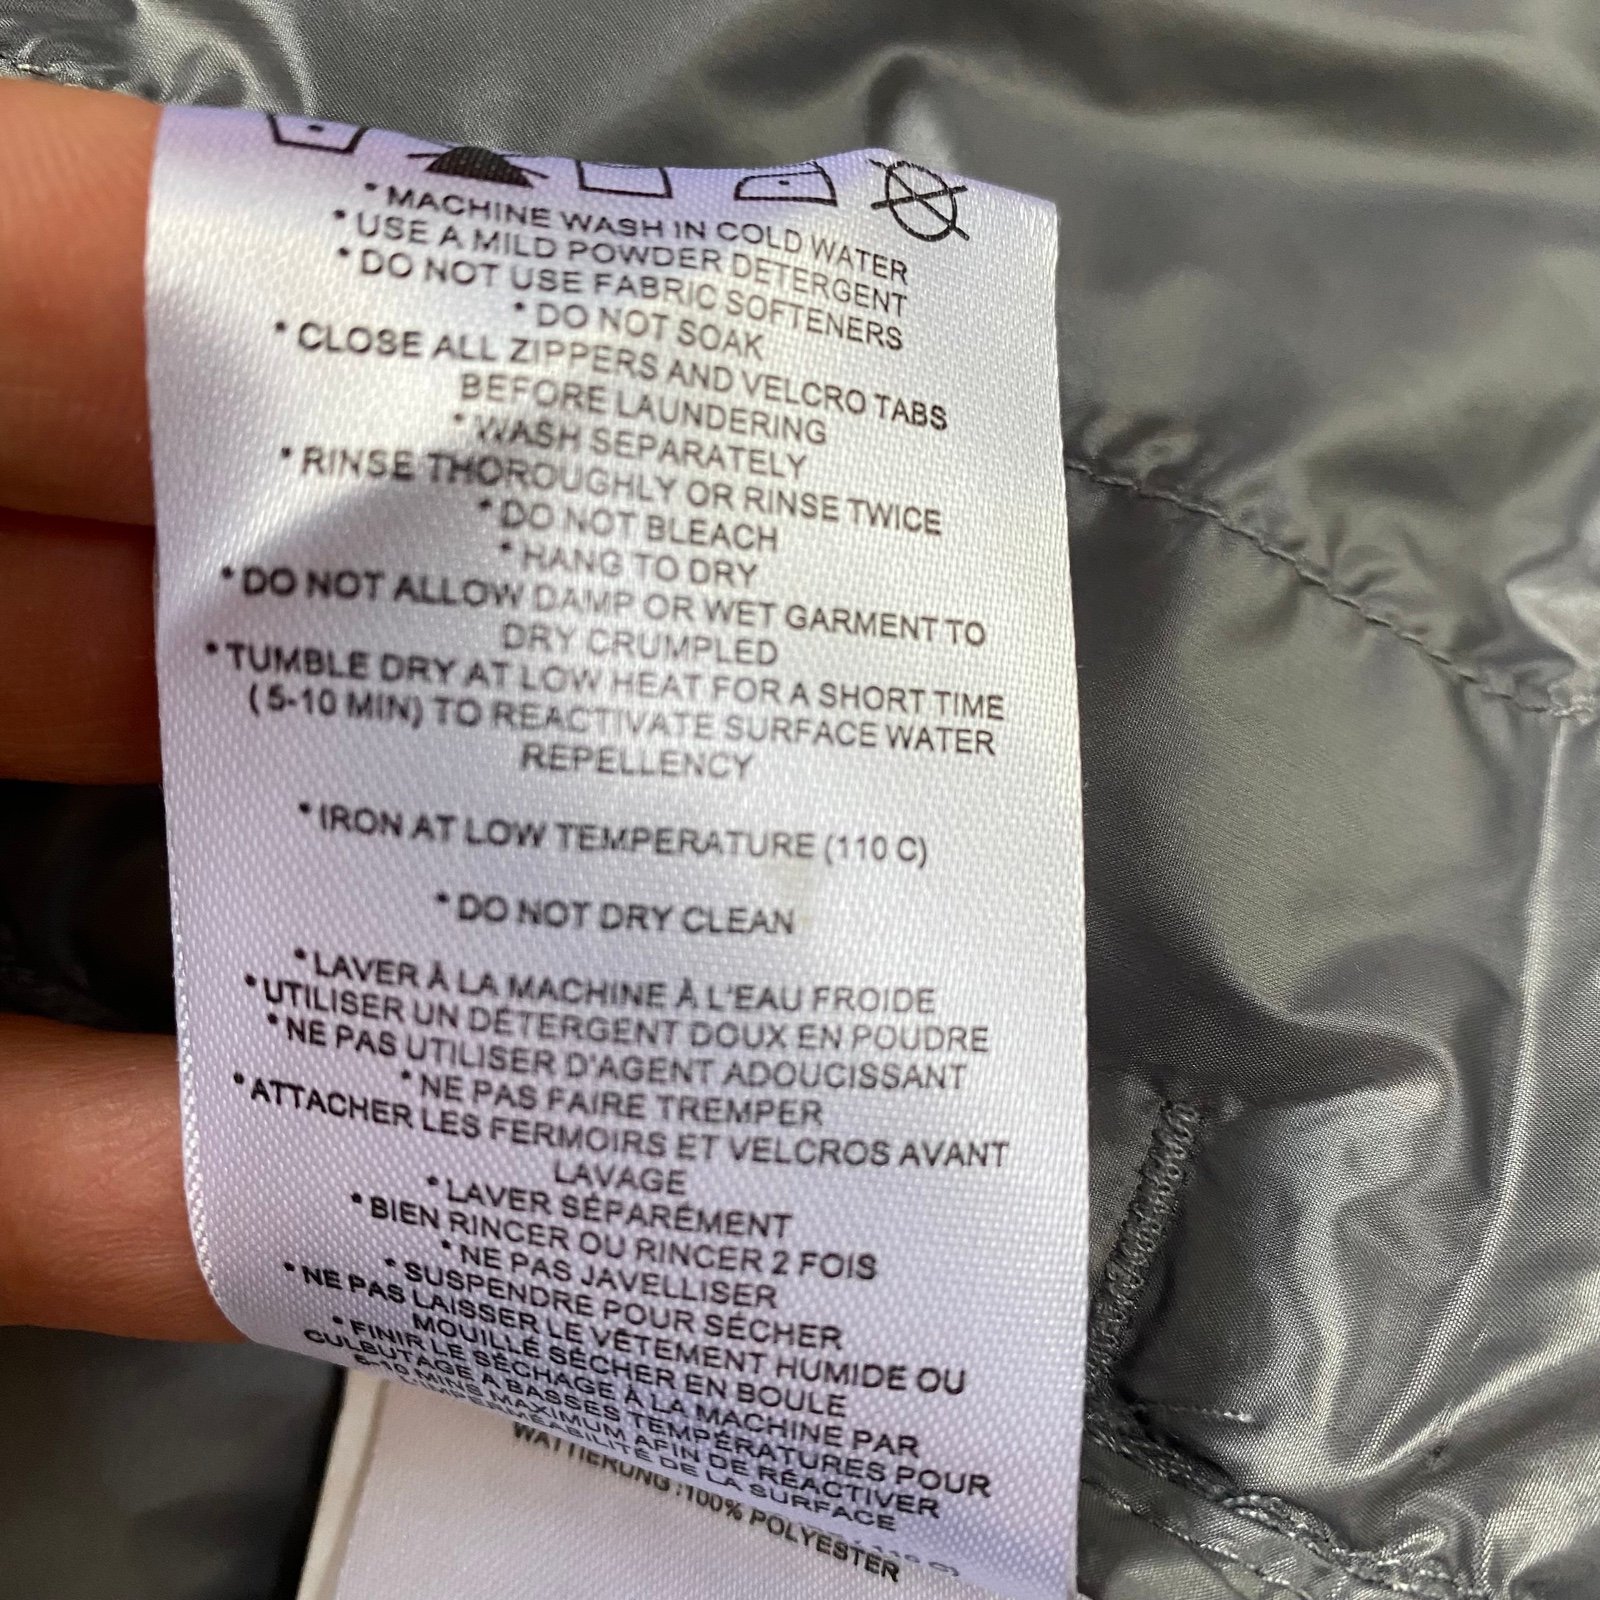 *MACHINE WASH IN COLD WATER
*USE A MILD POWDER DETERGENT
*DO NOT USE FABRIC SOFTENERS
*DO NOT SOAK
*CLOSE ALL ZIPPERS AND VELCRO TABS
BEFORE LAUNDERING
*WASH SEPARATELY
*RINSE THOROUGHLY OR RINSE TWICE
*DO NOT BLEACH
*HANG TO DRY
*DO NOT ALLOW DAMP OR WET GARMENT TO
DRY CRUMPLED
*TUMBLE DRY AT LOW HEAT FOR A SHORT TIME
( 5-10 MIN) TO REACTIVATE SURFACE WATER
REPELLENCY
*IRON AT LOW TEMPERATURE (110 C)
*DO NOT DRY CLEAN
*LAVER À LA MACHINE À L'EAU FROIDE
*UTILISER UN DÉTERGENT DOUX EN POUDRE
*NE PAS UTILISER D'AGENT ADOUCISSANT
*NE PAS FAIRE TREMPER
*ATTACHER LES FERMOIRS ET VELCROS AVANT
LAVAGE
*LAVER SÉPARÉMENT
*BIEN RINCER OU RINCER 2 FOIS
*NE PAS JAVELLISER
*SUSPENDRE POUR SÉCHER
*NE PAS LAISSER LE VÊTEMENT HUMIDE OU
MOUILLÉ SÉCHER EN BOULE
*FINIR LE SÉCHAGE À LA MACHINE PAR
CULBUTAGE A BASSES TEMPÉRATURES POUR
5-10 MINS MAXIMUM AFIN DE RÉACTIVER
L'IMPERMÉABILITÉ DE LA SURFACE
WATTIERUNG :100% POLYESTER